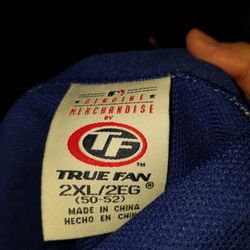 GENUINE
MERCHANDISE
BY
TF
TRUE FAN
2XL/2EG®
(50-52)
MADE IN CHINA
HECHO EN CHINA